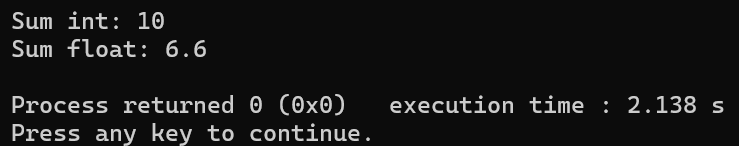 Sum int: 10
Sum float: 6.6
Process returned 0 (0x0)   execution time : 2.138 s
Press any key to continue.